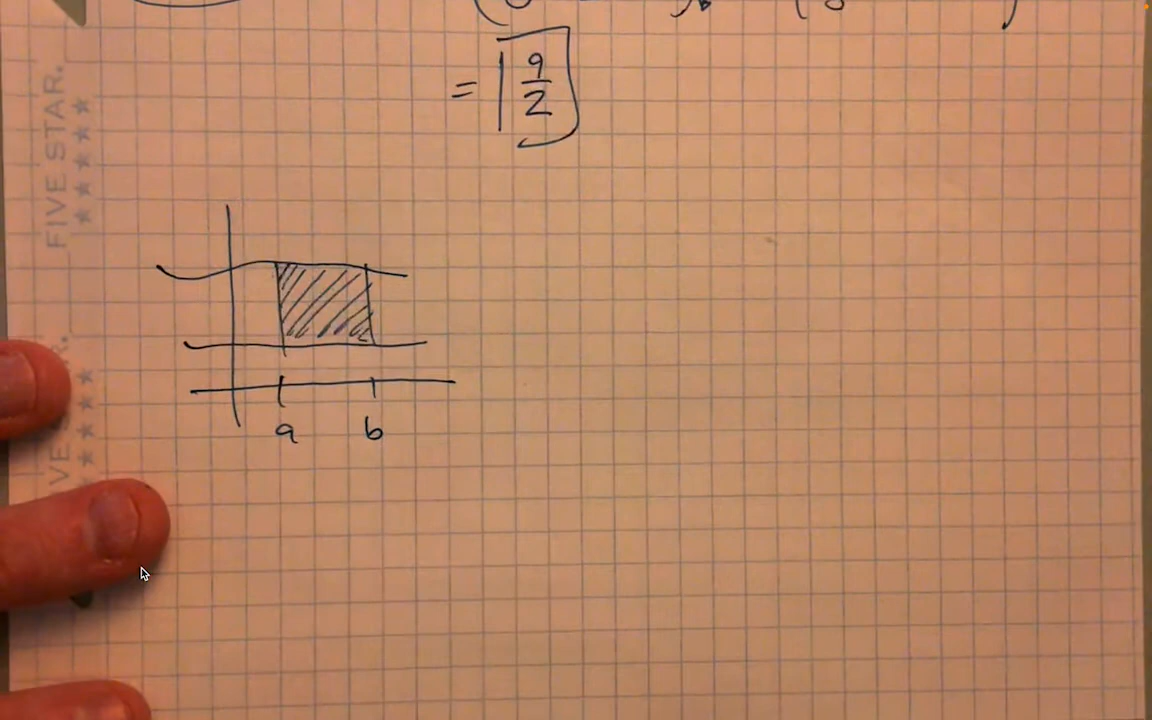 = 9/2
a b
FIVE STAR.
★★★★★